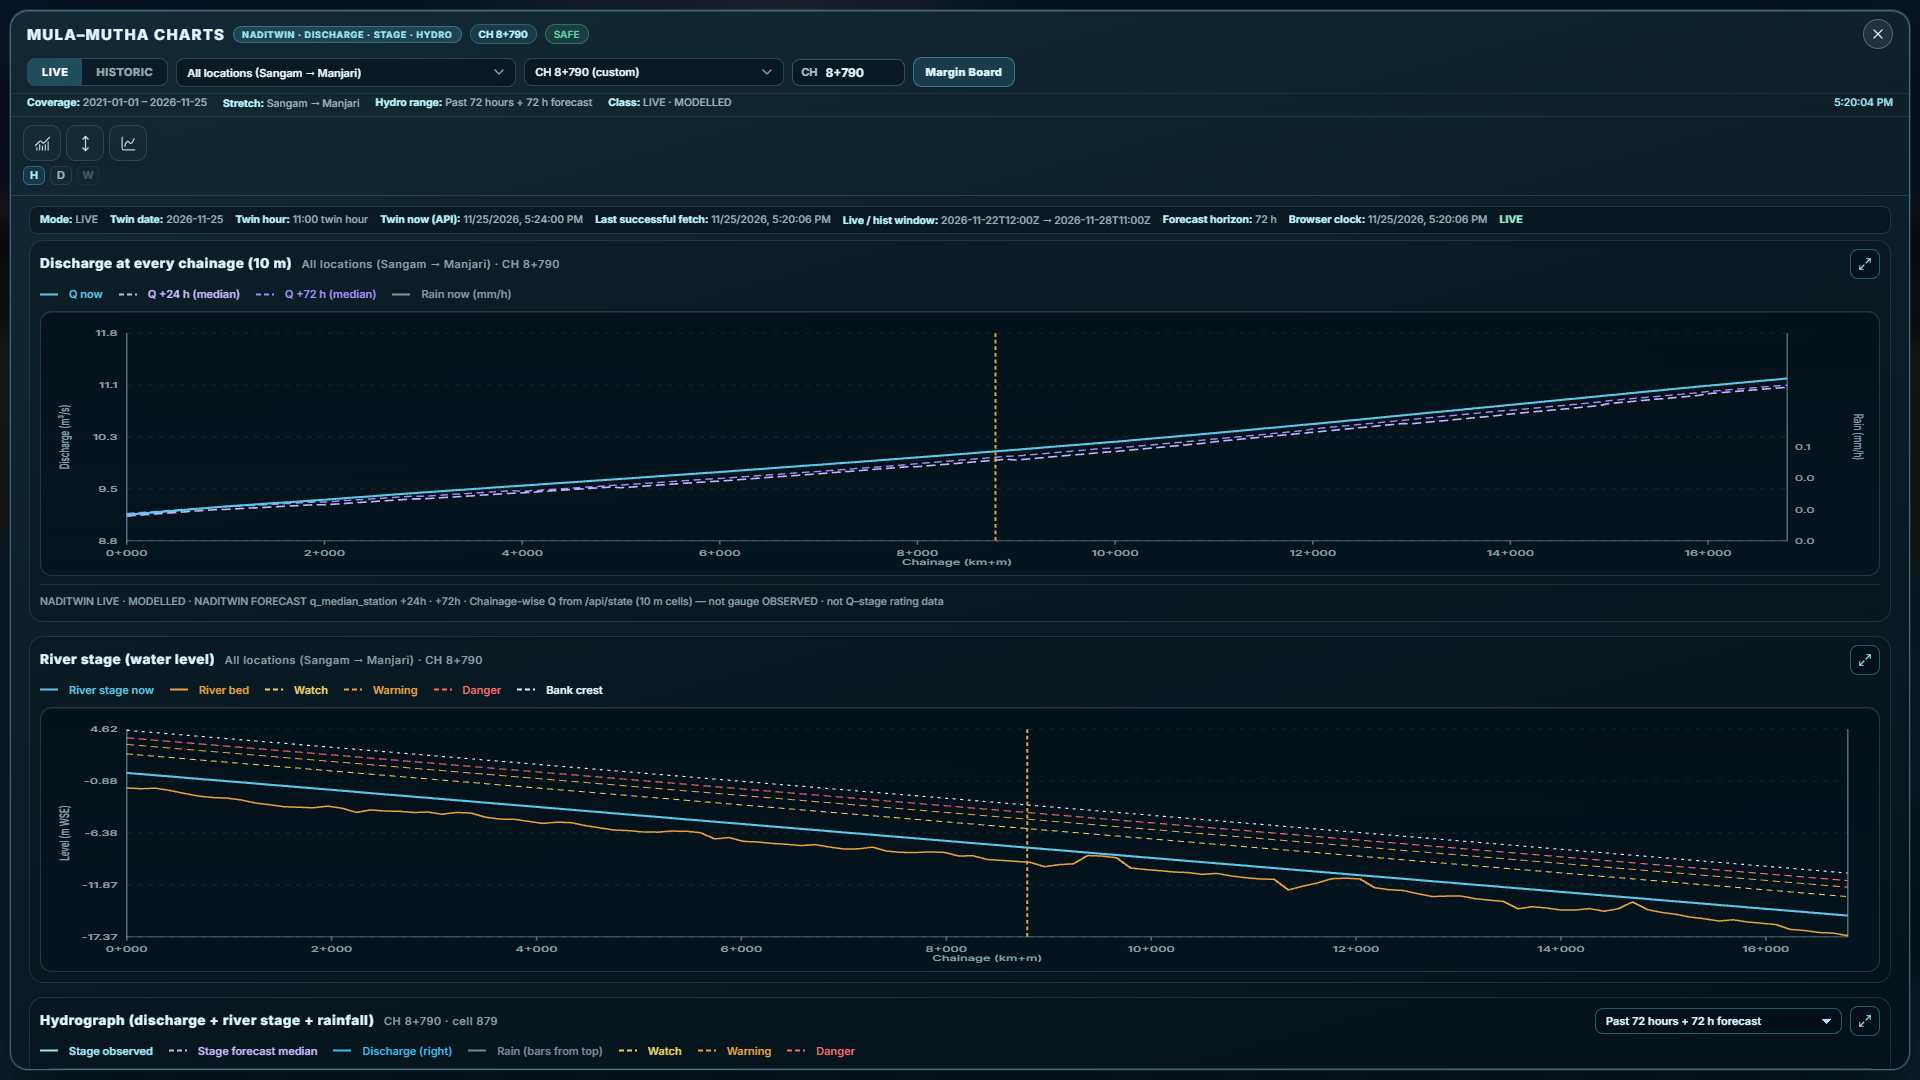 MULA–MUTHA CHARTS NADITWIN · DISCHARGE · STAGE · HYDRO CH 8+790 SAFE
LIVE HISTORIC All locations (Sangam → Manjari) CH 8+790 (custom) CH 8+790 Margin Board
Coverage: 2021-01-01 – 2026-11-25 Stretch: Sangam → Manjari Hydro range: Past 72 hours + 72 h forecast Class: LIVE · MODELLED 5:20:04 PM
H D W
Mode: LIVE Twin date: 2026-11-25 Twin hour: 11:00 twin hour Twin now (API): 11/25/2026, 5:24:00 PM Last successful fetch: 11/25/2026, 5:20:06 PM Live / hist window: 2026-11-22T12:00Z → 2026-11-28T11:00Z Forecast horizon: 72 h Browser clock: 11/25/2026, 5:20:06 PM LIVE
Discharge at every chainage (10 m) All locations (Sangam → Manjari) · CH 8+790
Q now Q +24 h (median) Q +72 h (median) Rain now (mm/h)
11.8
11.1
10.3
9.5
8.8
Discharge (m³/s)
0.1
0.0
0.0
0.0
Rain (mm/h)
0+000 2+000 4+000 6+000 8+000 10+000 12+000 14+000 16+000
Chainage (km+m)
NADITWIN LIVE · MODELLED · NADITWIN FORECAST q_median_station +24h · +72h · Chainage-wise Q from /api/state (10 m cells) — not gauge OBSERVED · not Q–stage rating data
River stage (water level) All locations (Sangam → Manjari) · CH 8+790
River stage now River bed Watch Warning Danger Bank crest
4.62
-0.88
-6.38
-11.87
-17.37
Level (m WSE)
0+000 2+000 4+000 6+000 8+000 10+000 12+000 14+000 16+000
Chainage (km+m)
Hydrograph (discharge + river stage + rainfall) CH 8+790 · cell 879 Past 72 hours + 72 h forecast
Stage observed Stage forecast median Discharge (right) Rain (bars from top) Watch Warning Danger